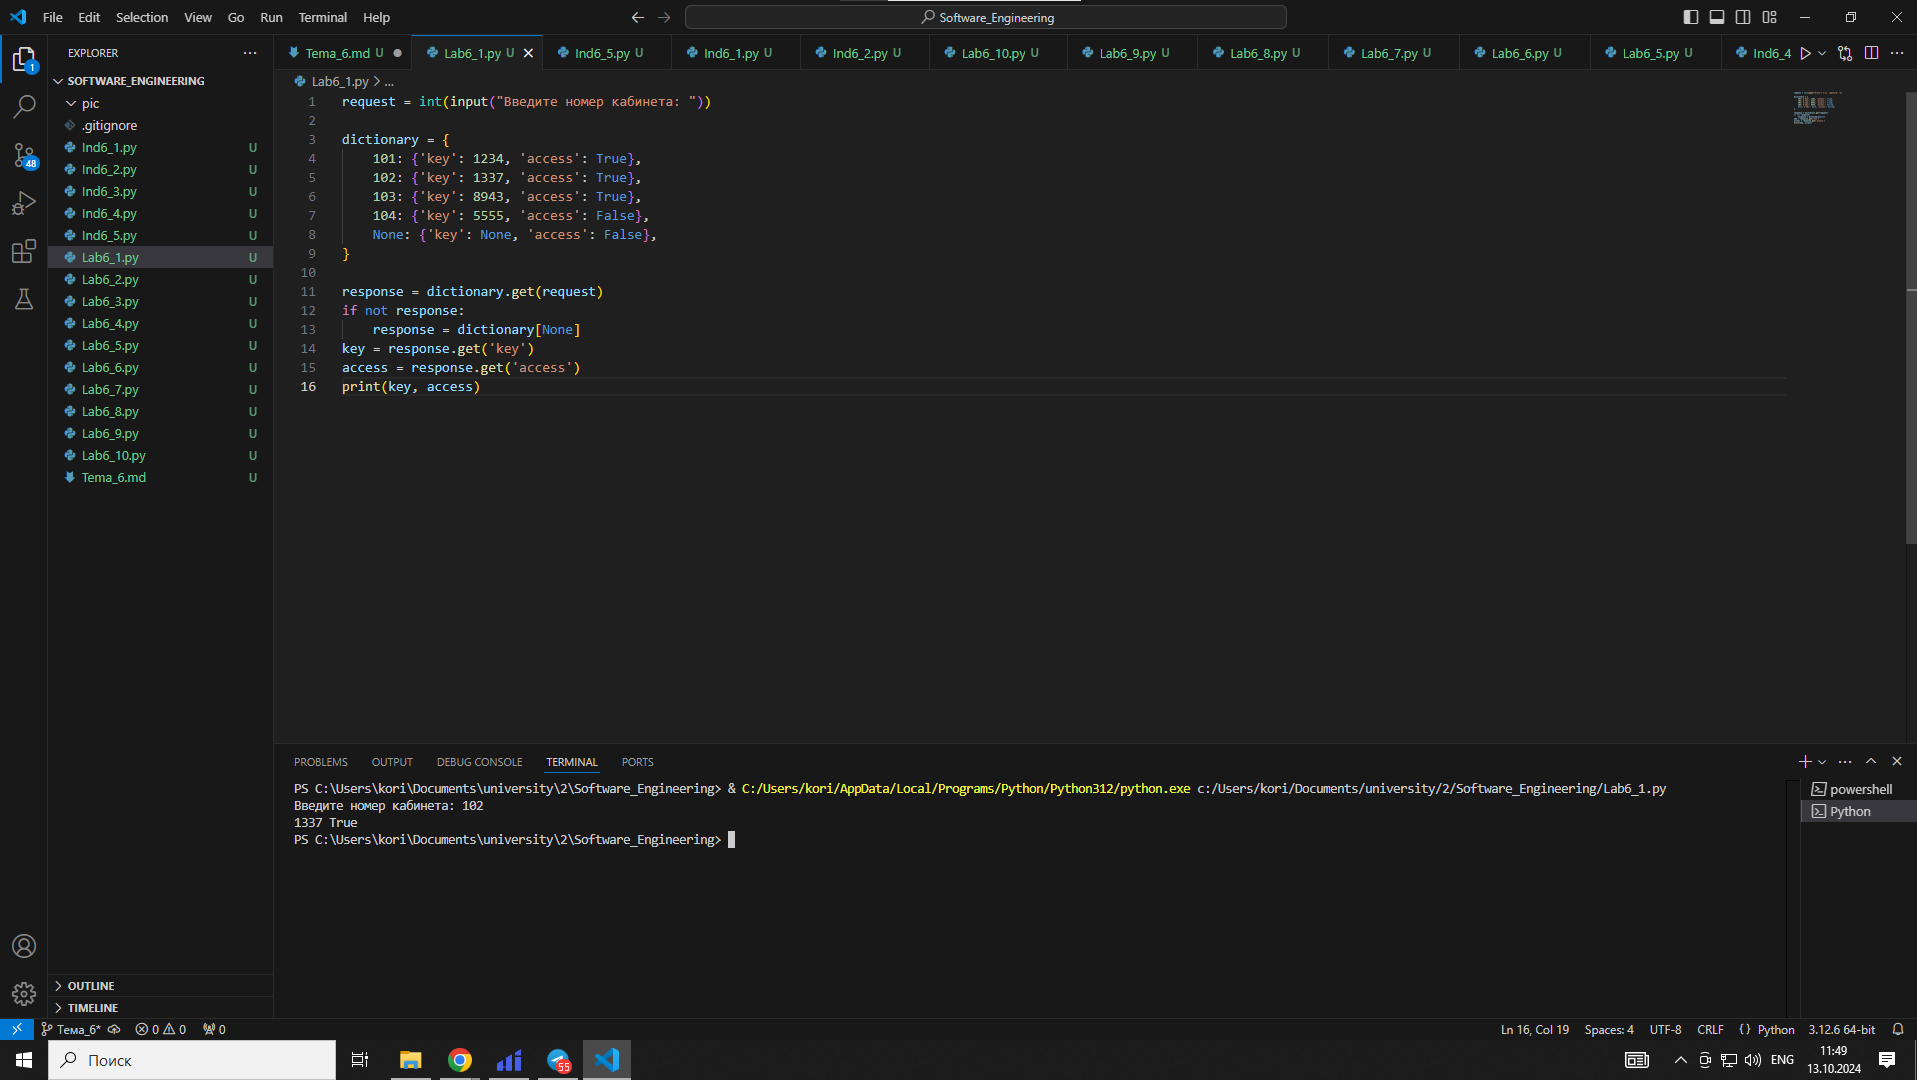 File Edit Selection View Go Run Terminal Help
Software_Engineering
EXPLORER
Tema_6.md U
Lab6_1.py U
Ind6_5.py U
Ind6_1.py U
Ind6_2.py U
Lab6_10.py U
Lab6_9.py U
Lab6_8.py U
Lab6_7.py U
Lab6_6.py U
Lab6_5.py U
Ind6_4
SOFTWARE_ENGINEERING
pic
.gitignore
Ind6_1.py U
Ind6_2.py U
Ind6_3.py U
Ind6_4.py U
Ind6_5.py U
Lab6_1.py U
Lab6_2.py U
Lab6_3.py U
Lab6_4.py U
Lab6_5.py U
Lab6_6.py U
Lab6_7.py U
Lab6_8.py U
Lab6_9.py U
Lab6_10.py U
Tema_6.md U
1
48
OUTLINE
TIMELINE
Lab6_1.py > ...
1 request = int(input("Введите номер кабинета: "))
2
3 dictionary = {
4 101: {'key': 1234, 'access': True},
5 102: {'key': 1337, 'access': True},
6 103: {'key': 8943, 'access': True},
7 104: {'key': 5555, 'access': False},
8 None: {'key': None, 'access': False},
9 }
10
11 response = dictionary.get(request)
12 if not response:
13 response = dictionary[None]
14 key = response.get('key')
15 access = response.get('access')
16 print(key, access)
PROBLEMS OUTPUT DEBUG CONSOLE TERMINAL PORTS
PS C:\Users\kori\Documents\university\2\Software_Engineering> & C:/Users/kori/AppData/Local/Programs/Python/Python312/python.exe c:/Users/kori/Documents/university/2/Software_Engineering/Lab6_1.py
Введите номер кабинета: 102
1337 True
PS C:\Users\kori\Documents\university\2\Software_Engineering>
powershell
Python
Тема_6* 0 0 0
Ln 16, Col 19 Spaces: 4 UTF-8 CRLF {} Python 3.12.6 64-bit
Поиск
55
ENG
11:49
13.10.2024